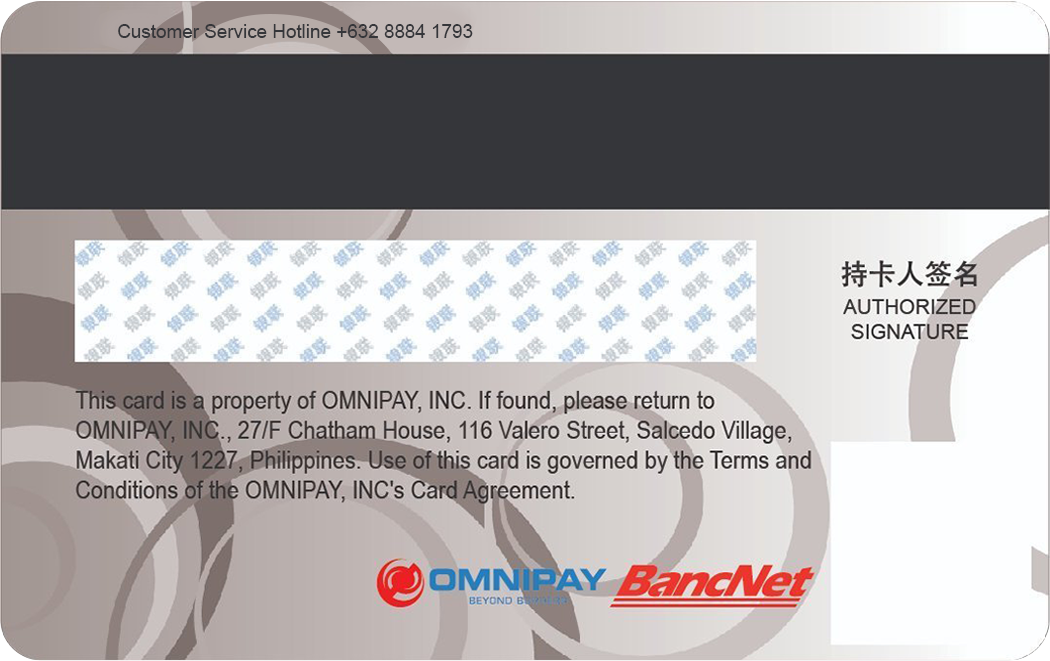 Customer Service Hotline +632 8884 1793
持卡人签名
AUTHORIZED
SIGNATURE
This card is a property of OMNIPAY, INC. If found, please return to
OMNIPAY, INC., 27/F Chatham House, 116 Valero Street, Salcedo Village,
Makati City 1227, Philippines. Use of this card is governed by the Terms and
Conditions of the OMNIPAY, INC's Card Agreement.
OMNIPAY BancNet
BEYOND